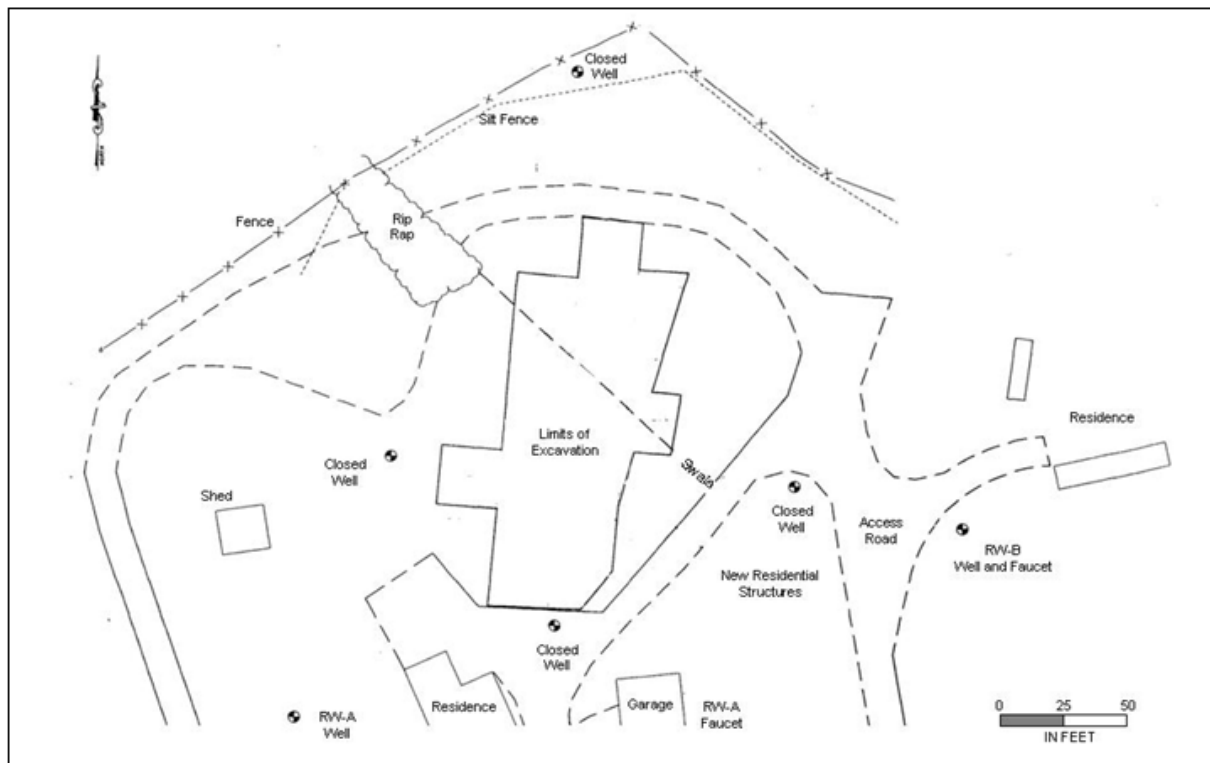 Closed
Well
Silt Fence
Fence
Rip
Rap
Residence
Limits of
Excavation
Closed
Well
Swale
Shed
Closed
Well
Access
Road
RW-B
Well and Faucet
New Residential
Structures
Closed
Well
Residence
Garage
RW-A
Faucet
RW-A
Well
0 25 50
IN FEET